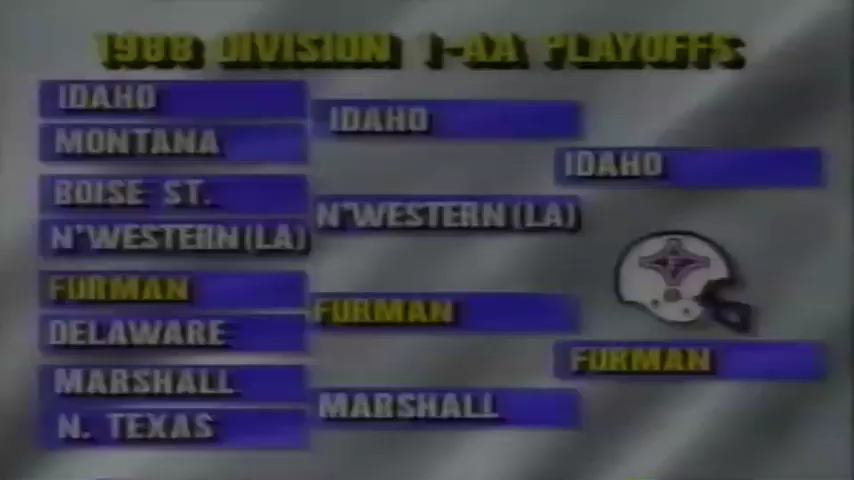 1988 DIVISION 1-AA PLAYOFFS
IDAHO
MONTANA
BOISE ST.
N'WESTERN(LA)
FURMAN
DELAWARE
MARSHALL
N. TEXAS
IDAHO
N'WESTERN(LA)
FURMAN
MARSHALL
IDAHO
FURMAN